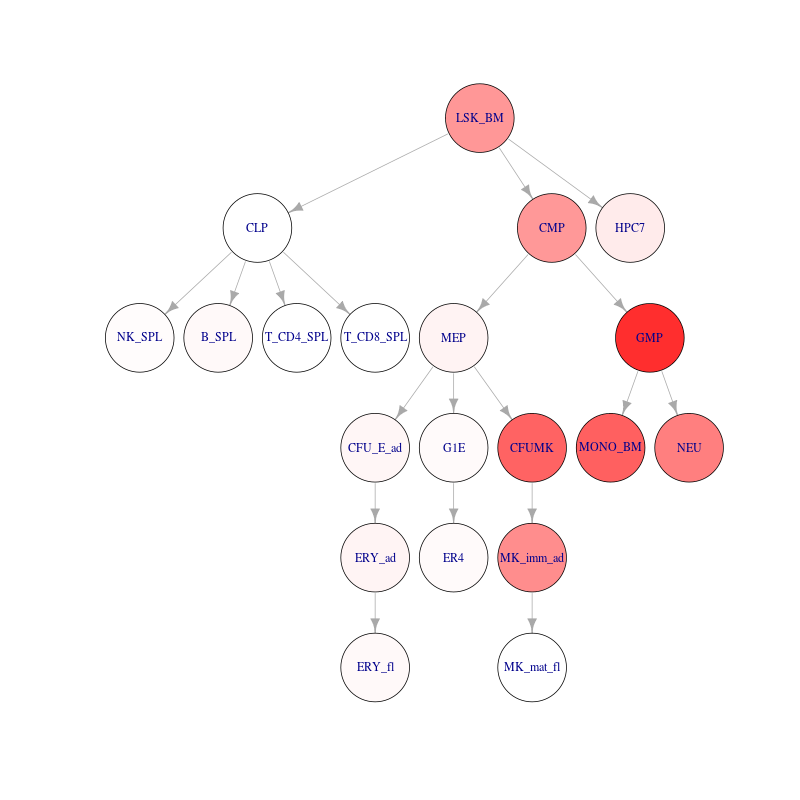 LSK_BM
CLP
CMP
HPC7
NK_SPL
B_SPL
T_CD4_SPL
T_CD8_SPL
MEP
GMP
CFU_E_ad
G1E
CFUMK
MONO_BM
NEU
ERY_ad
ER4
MK_imm_ad
ERY_fl
MK_mat_fl